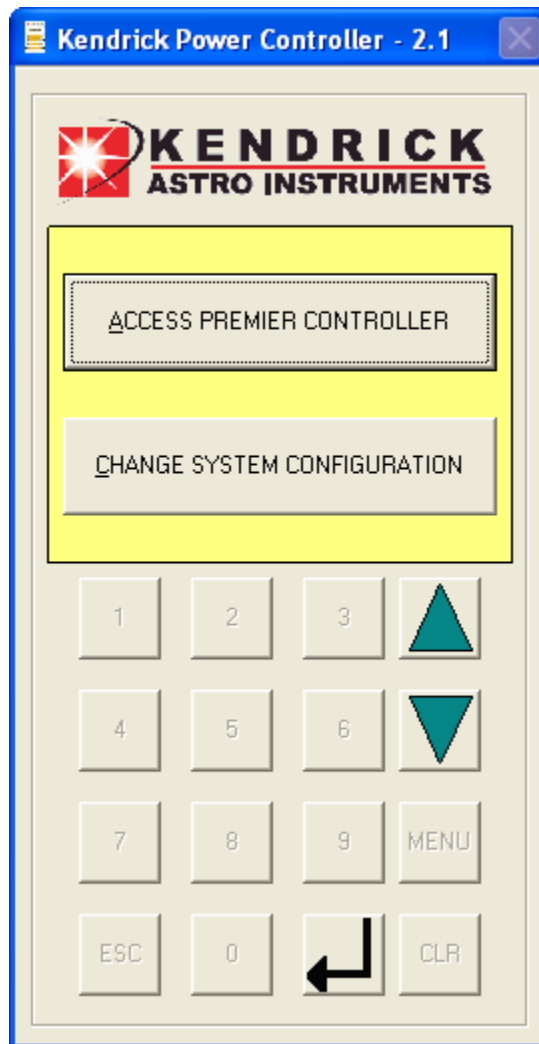 Kendrick Power Controller - 2.1
KENDRICK
ASTRO INSTRUMENTS
ACCESS PREMIER CONTROLLER
CHANGE SYSTEM CONFIGURATION
1 2 3
4 5 6
7 8 9 MENU
ESC 0 CLR